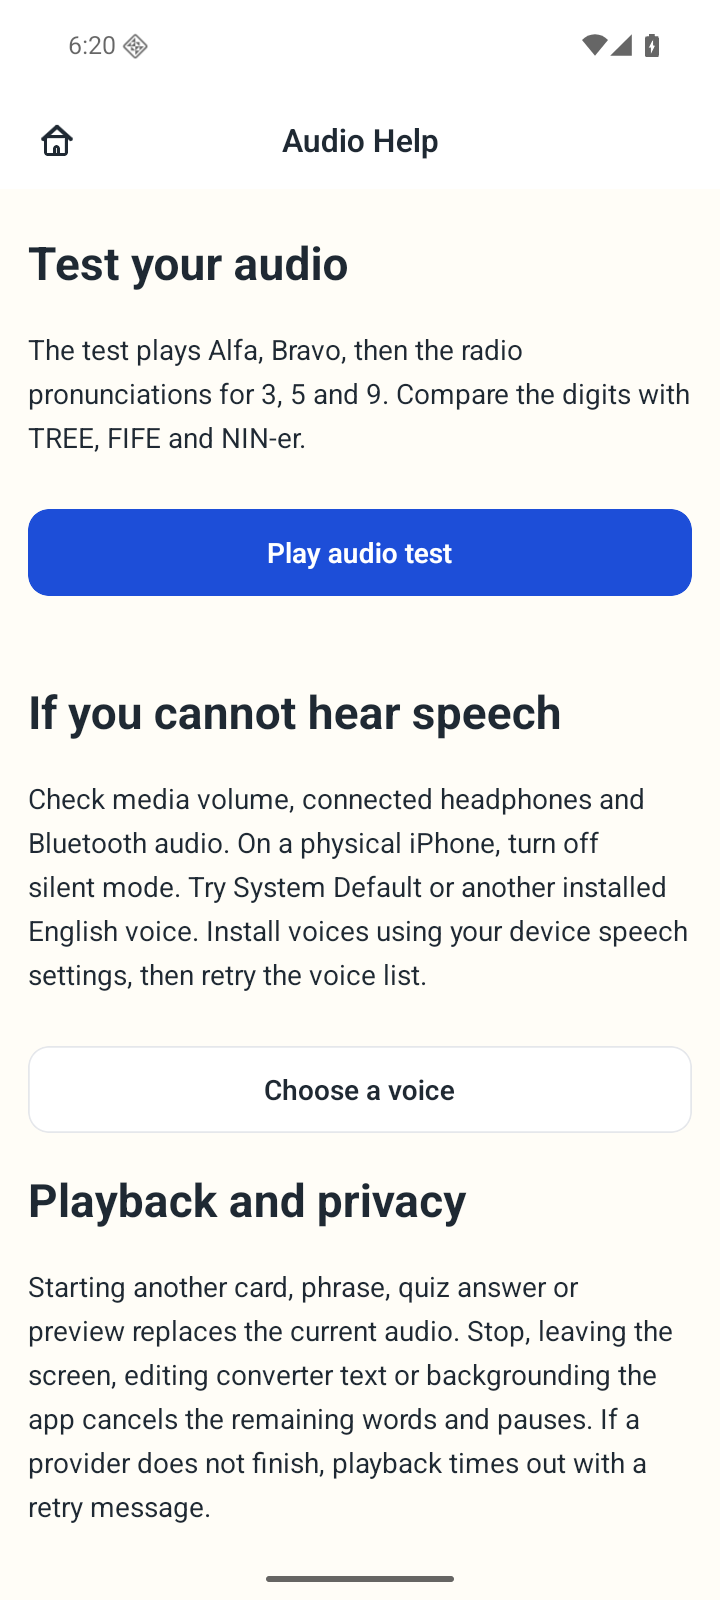 6:20
Audio Help
Test your audio
The test plays Alfa, Bravo, then the radio
pronunciations for 3, 5 and 9. Compare the digits with
TREE, FIFE and NIN-er.
Play audio test
If you cannot hear speech
Check media volume, connected headphones and
Bluetooth audio. On a physical iPhone, turn off
silent mode. Try System Default or another installed
English voice. Install voices using your device speech
settings, then retry the voice list.
Choose a voice
Playback and privacy
Starting another card, phrase, quiz answer or
preview replaces the current audio. Stop, leaving the
screen, editing converter text or backgrounding the
app cancels the remaining words and pauses. If a
provider does not finish, playback times out with a
retry message.